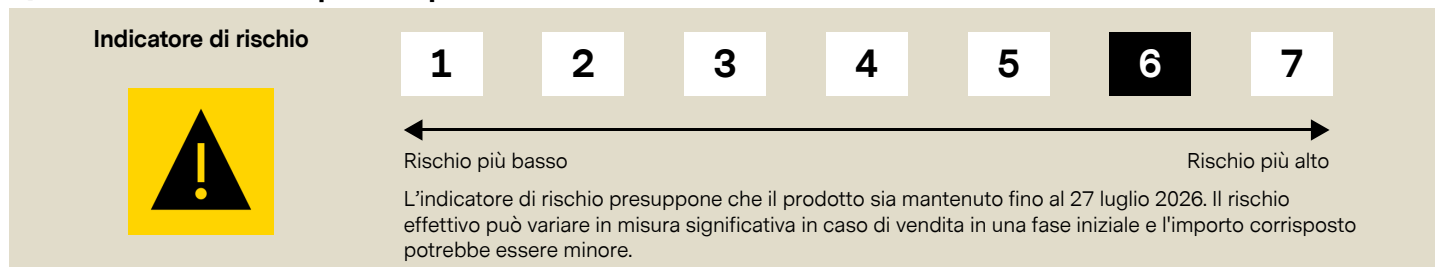 Indicatore di rischio
1 2 3 4 5 6 7
Rischio più basso Rischio più alto
L'indicatore di rischio presuppone che il prodotto sia mantenuto fino al 27 luglio 2026. Il rischio
effettivo può variare in misura significativa in caso di vendita in una fase iniziale e l'importo corrisposto
potrebbe essere minore.